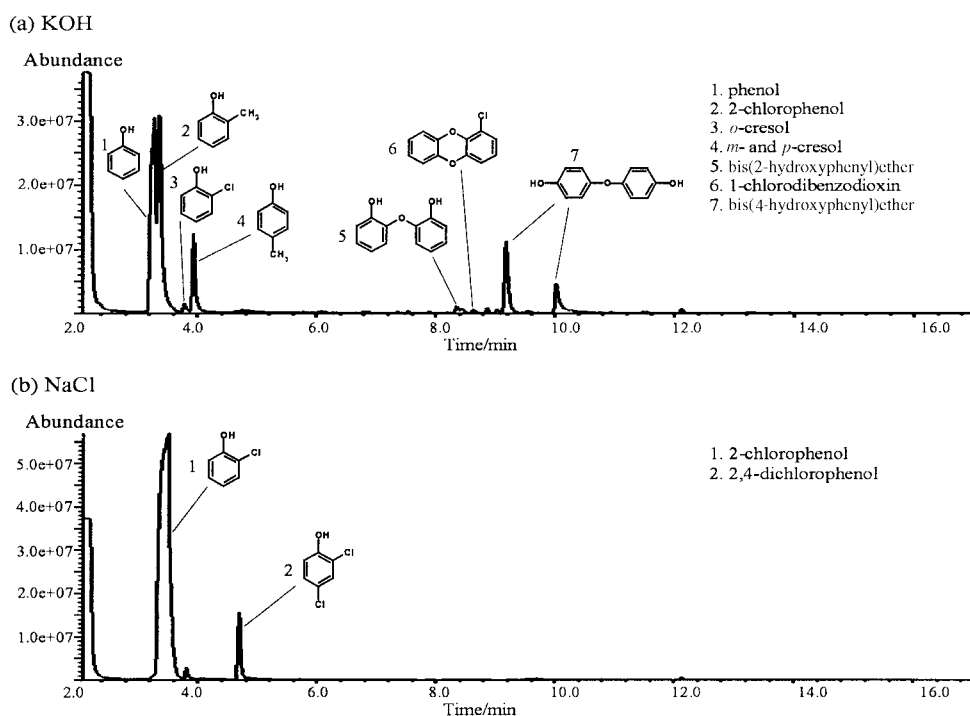 (a) KOH
Abundance
3.0e+07
2.0e+07
1.0e+07
OH
1
OH
CH₃
2
OH
Cl
3
OH
CH₃
4
OH
OH
O
5
Cl
O
O
6
7
HO
O
OH
1. phenol
2. 2-chlorophenol
3. o-cresol
4. m- and p-cresol
5. bis(2-hydroxyphenyl)ether
6. 1-chlorodibenzodioxin
7. bis(4-hydroxyphenyl)ether
2.0 4.0 6.0 8.0 10.0 12.0 14.0 16.0
Time/min
(b) NaCl
Abundance
5.0e+07
4.0e+07
3.0e+07
2.0e+07
1.0e+07
OH
Cl
1
OH
Cl
Cl
2
1. 2-chlorophenol
2. 2,4-dichlorophenol
2.0 4.0 6.0 8.0 10.0 12.0 14.0 16.0
Time/min